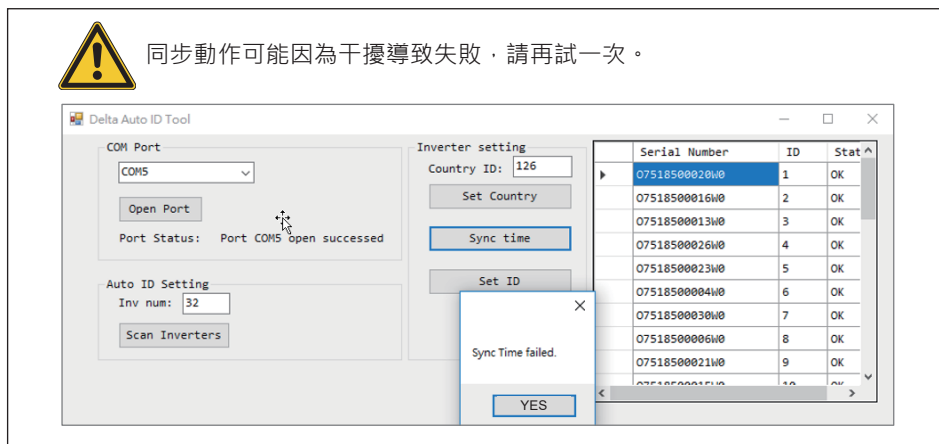 同步動作可能因為干擾導致失敗，請再試一次。
Delta Auto ID Tool
COM Port
COM5
Open Port
Port Status: Port COM5 open successed
Auto ID Setting
Inv num: 32
Scan Inverters
Inverter setting
Country ID: 126
Set Country
Sync time
Set ID
Sync Time failed.
YES
Serial Number ID Stat
O7518500020W0 1 OK
O7518500016W0 2 OK
O7518500013W0 3 OK
O7518500026W0 4 OK
O7518500023W0 5 OK
O7518500004W0 6 OK
O7518500030W0 7 OK
O7518500006W0 8 OK
O7518500021W0 9 OK